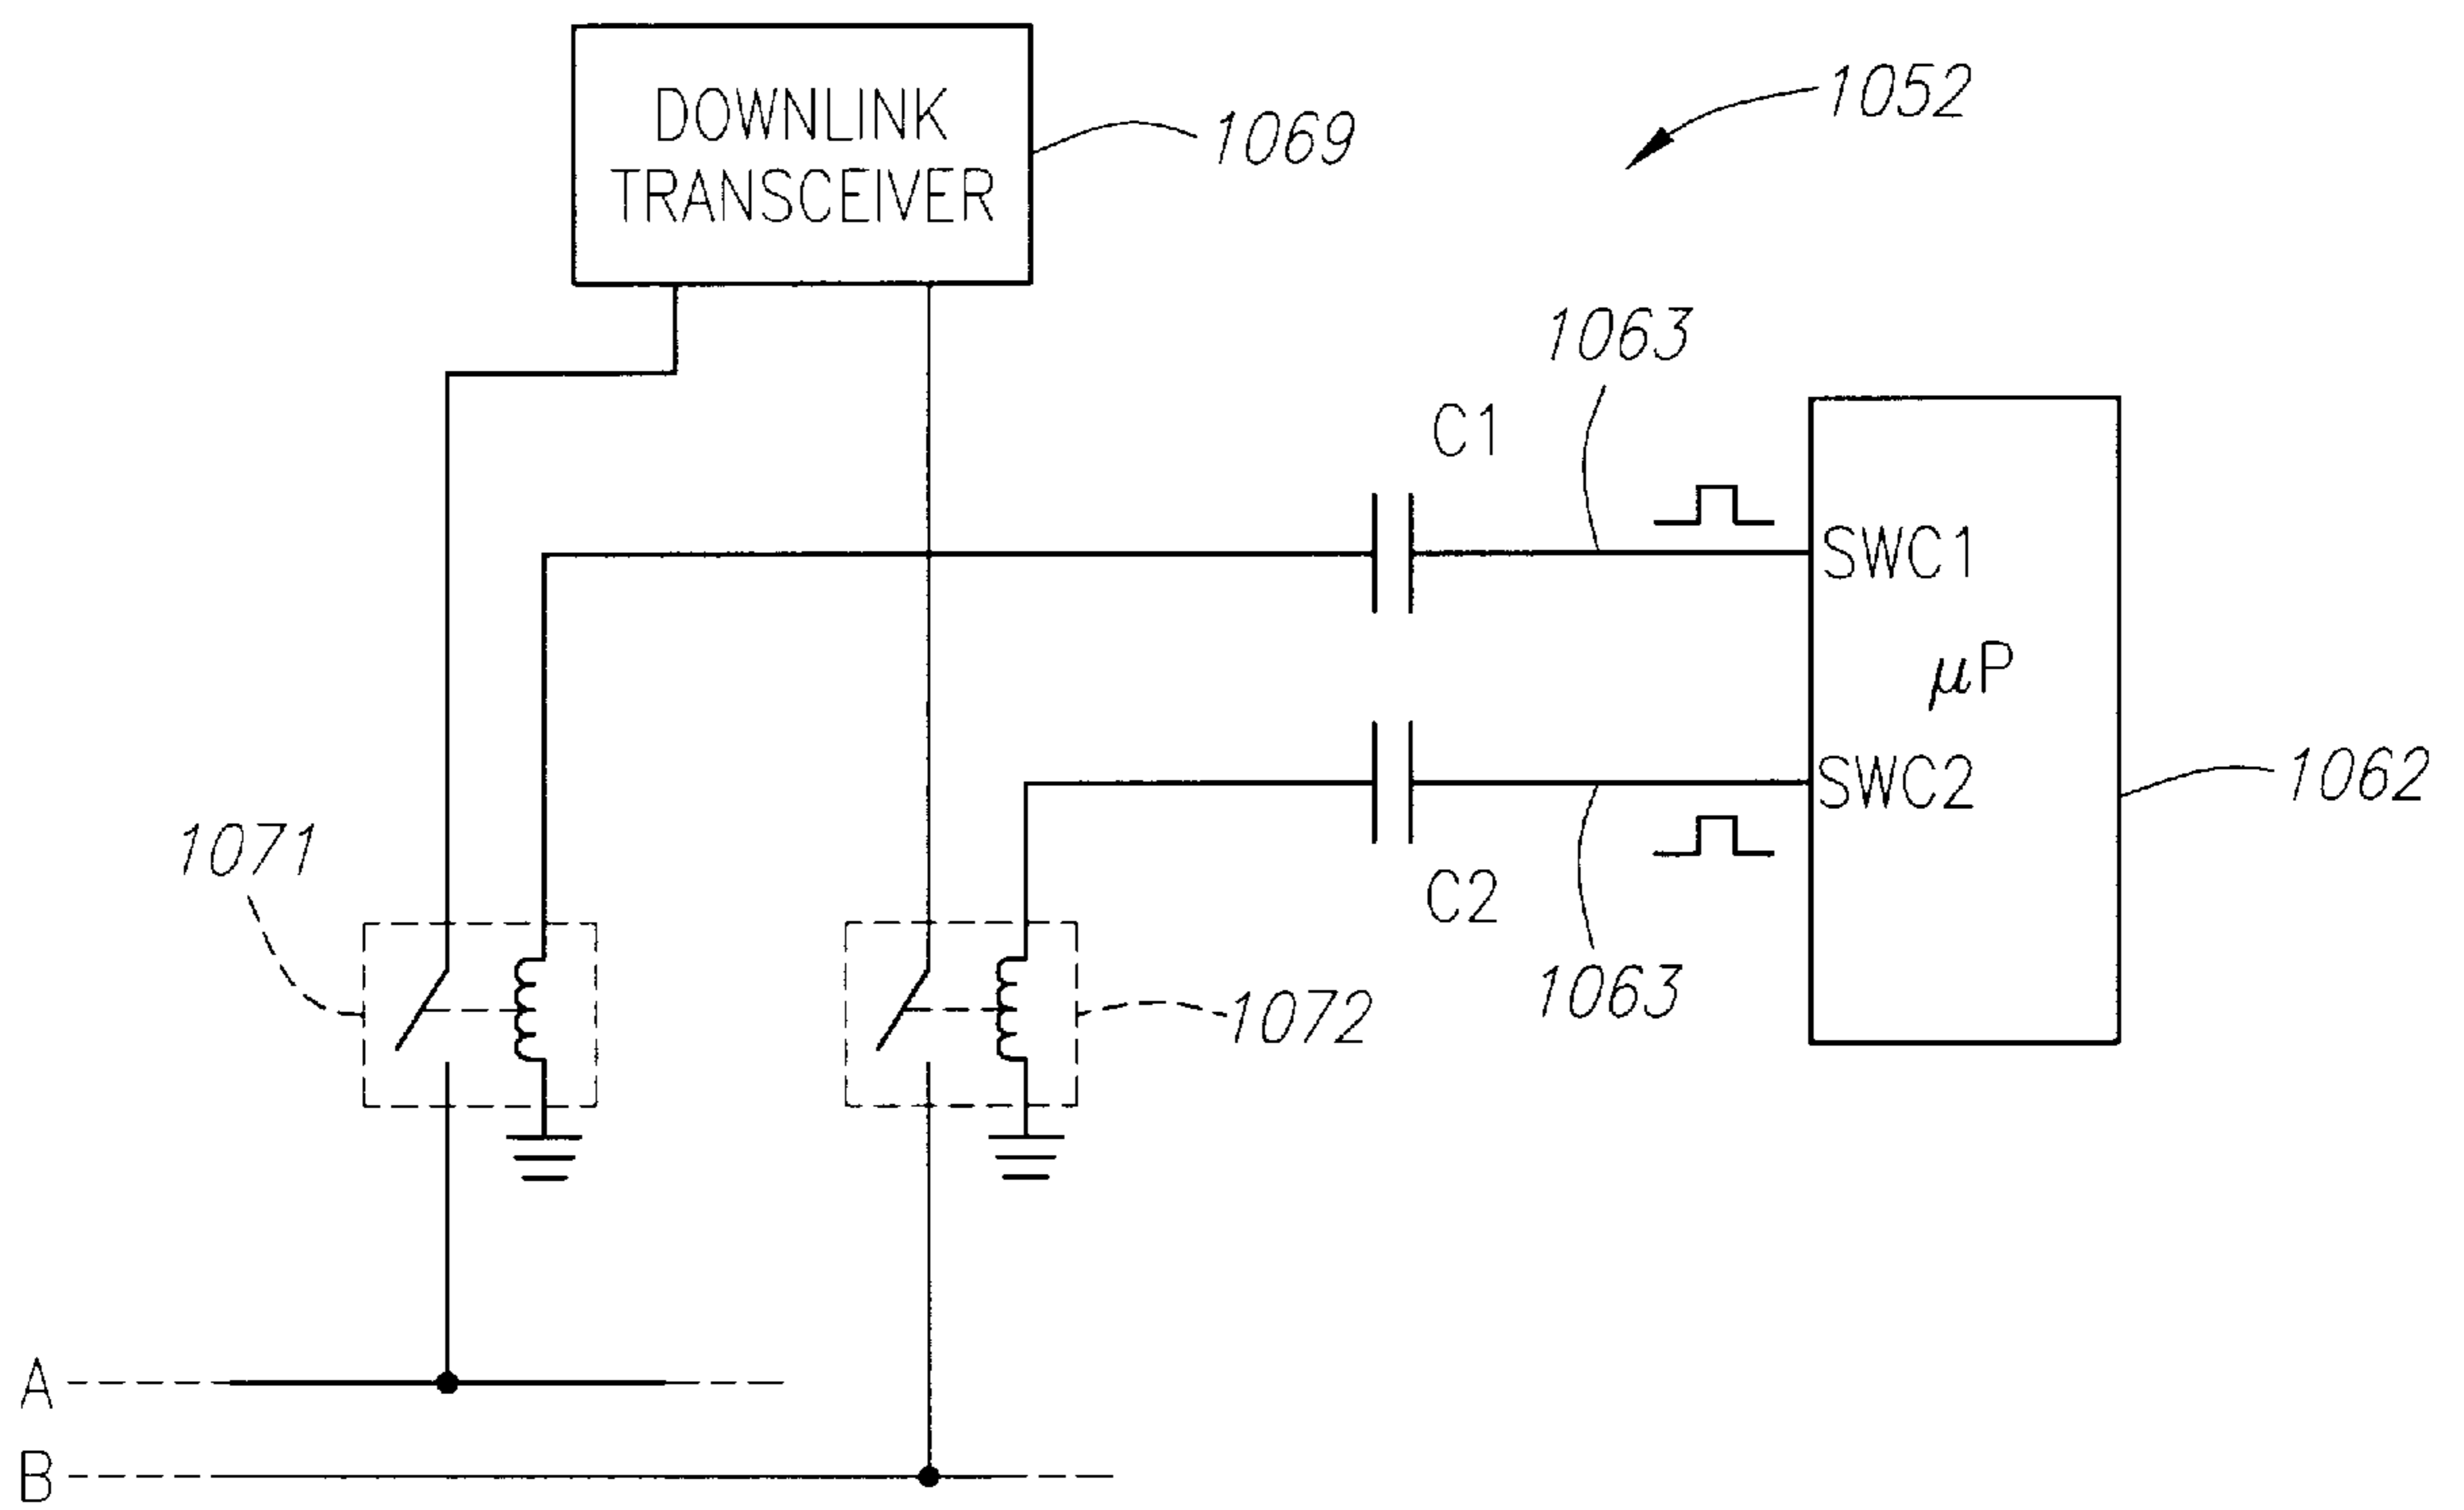 DOWNLINK
TRANSCEIVER
1069
1052
1063
C1
SWC1
μP
SWC2
1062
C2
1063
1071
1072
A
B